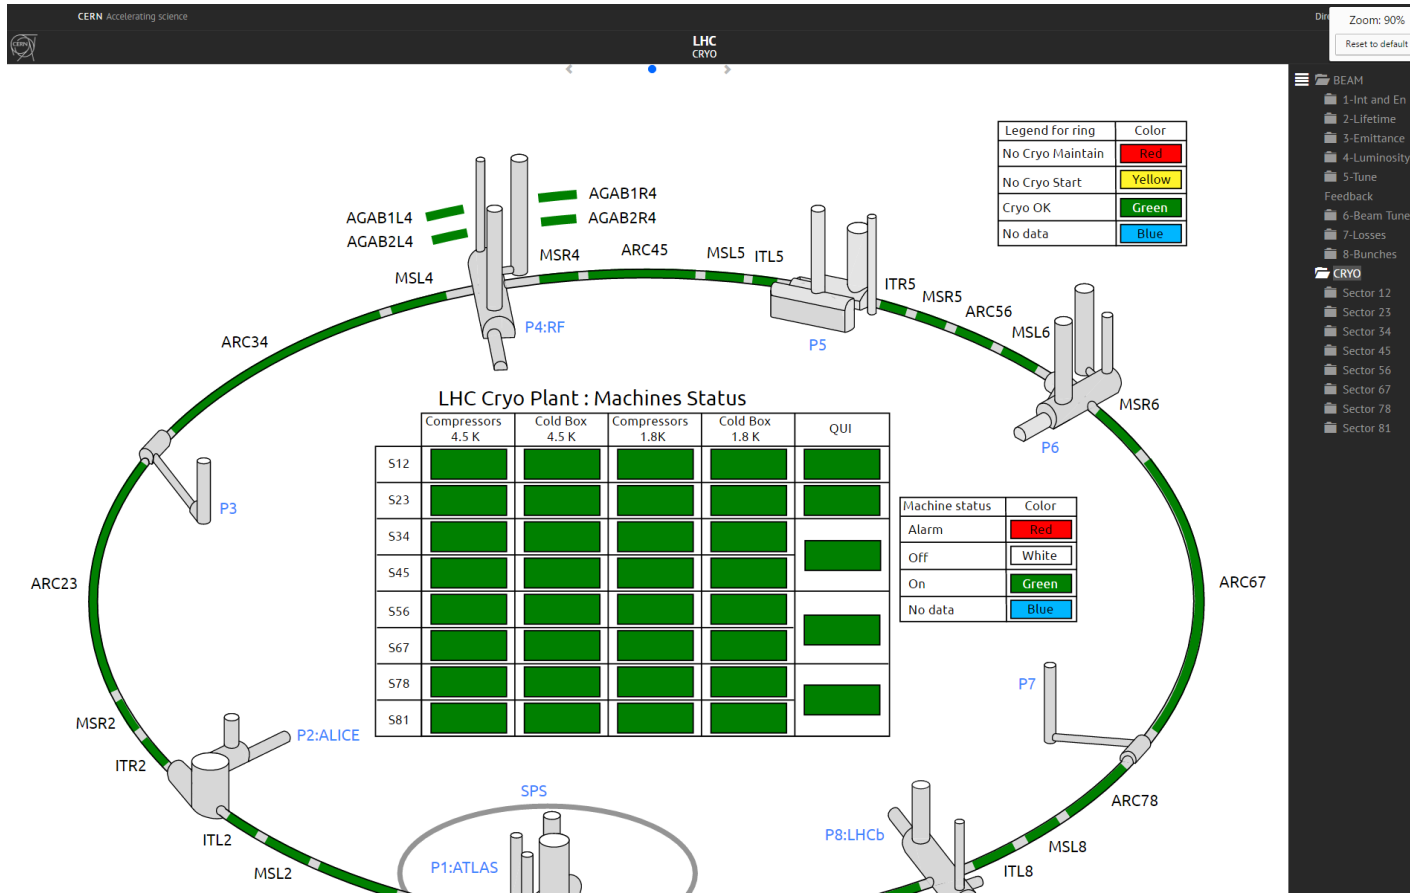 CERN Accelerating science
Zoom: 90%
Reset to default
CERN
LHC
CRYO
BEAM
1-Int and En
2-Lifetime
3-Emittance
4-Luminosity
5-Tune
Feedback
6-Beam Tune
7-Losses
8-Bunches
CRYO
Sector 12
Sector 23
Sector 34
Sector 45
Sector 56
Sector 67
Sector 78
Sector 81
Legend for ring Color
No Cryo Maintain Red
No Cryo Start Yellow
Cryo OK Green
No data Blue
AGAB1L4
AGAB2L4
AGAB1R4
AGAB2R4
MSL4
MSR4
ARC45
MSL5
ITL5
ITR5
MSR5
ARC56
MSL6
P4:RF
P5
ARC34
MSR6
P6
P3
LHC Cryo Plant : Machines Status
Compressors 4.5 K
Cold Box 4.5 K
Compressors 1.8K
Cold Box 1.8 K
QUI
S12
S23
S34
S45
S56
S67
S78
S81
Machine status Color
Alarm Red
Off White
On Green
No data Blue
ARC23
ARC67
P7
MSR2
P2:ALICE
ITR2
SPS
ARC78
ITL2
P8:LHCb
MSL8
MSL2
P1:ATLAS
ITL8